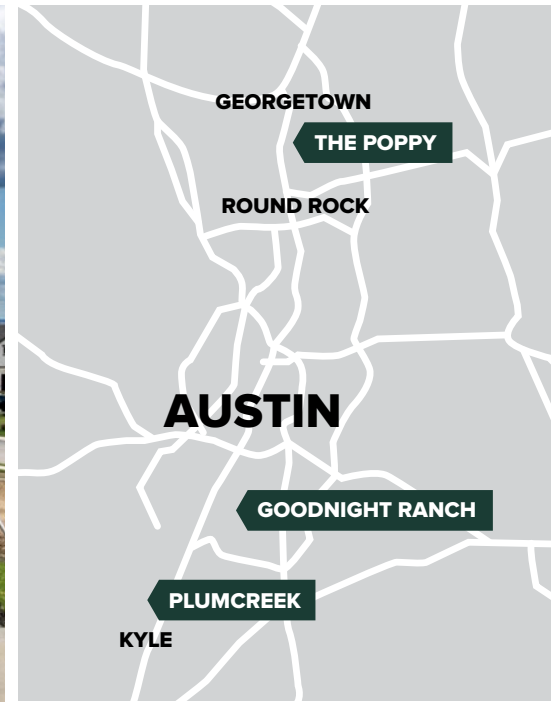 GEORGETOWN
THE POPPY
ROUND ROCK
AUSTIN
GOODNIGHT RANCH
PLUMCREEK
KYLE